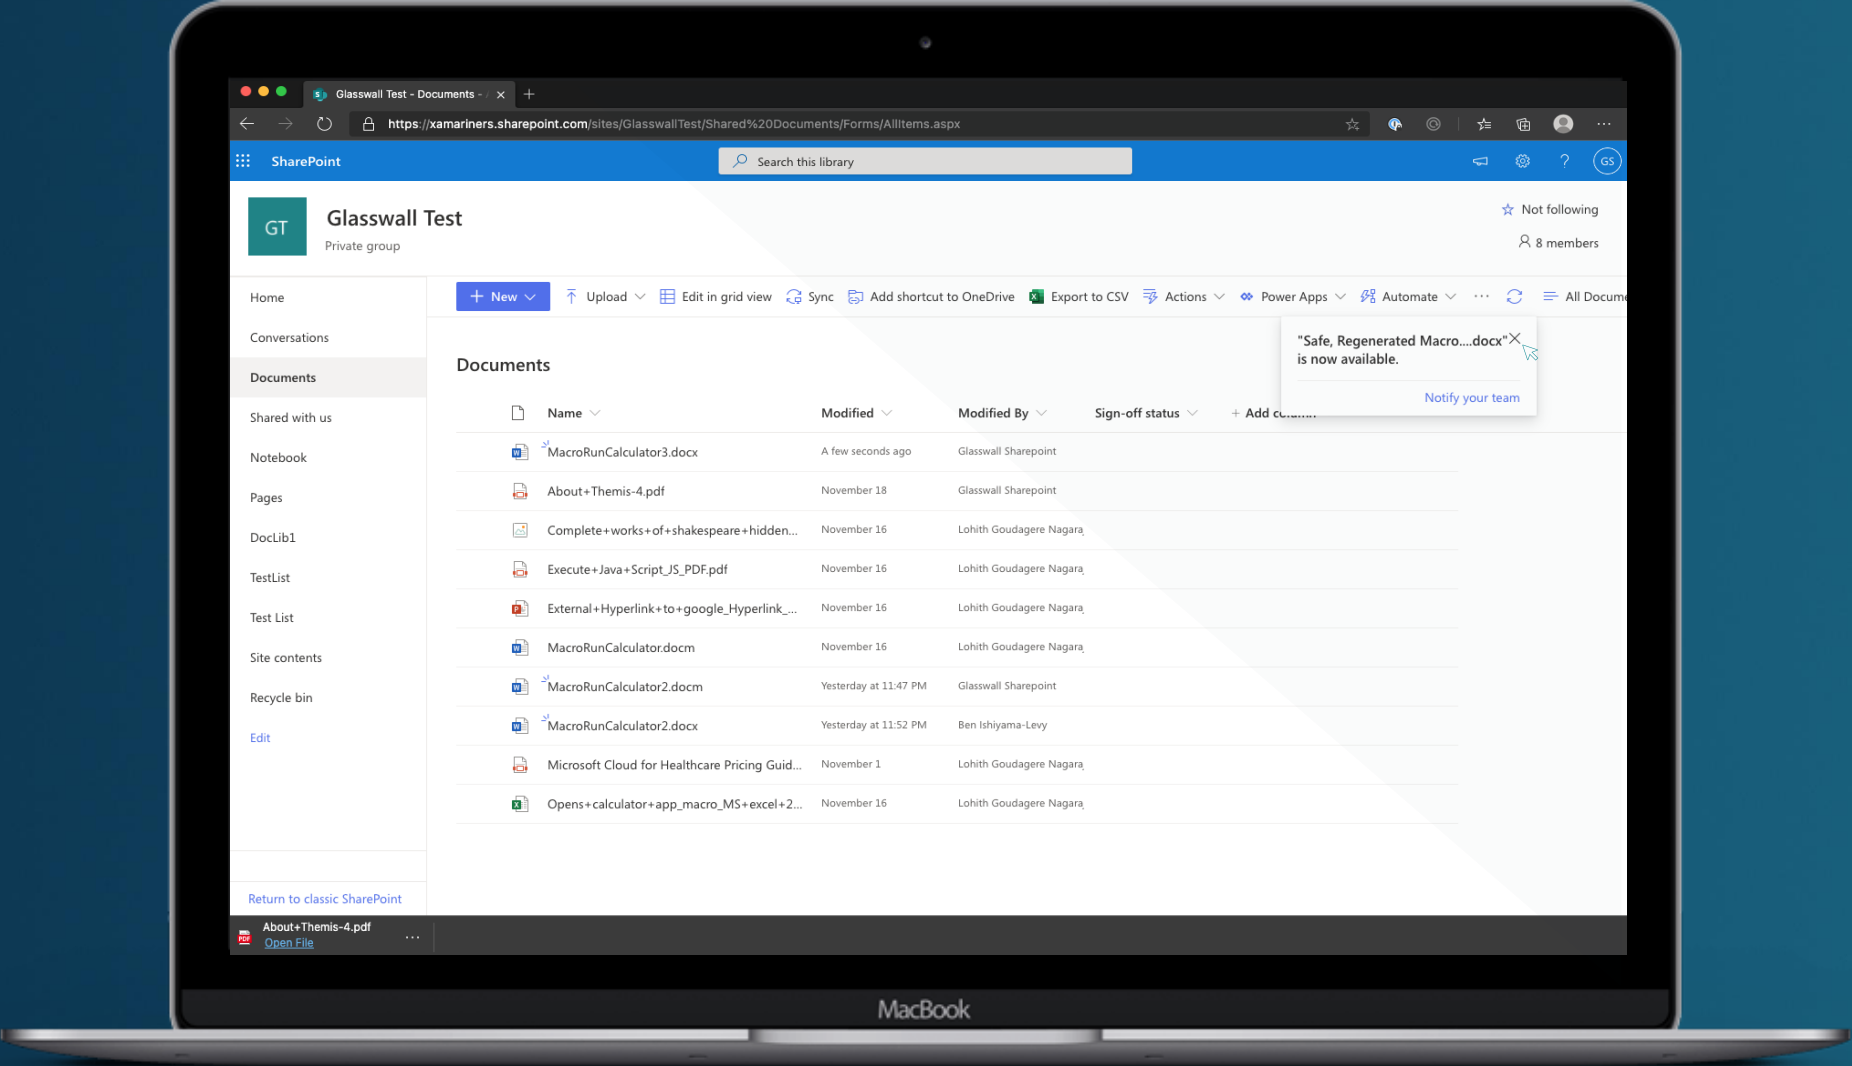 Glasswall Test - Documents -
https://xamariners.sharepoint.com/sites/GlasswallTest/Shared%20Documents/Forms/AllItems.aspx
SharePoint
Search this library
GS
GT
Glasswall Test
Private group
Not following
8 members
Home
Conversations
Documents
Shared with us
Notebook
Pages
DocLib1
TestList
Test List
Site contents
Recycle bin
Edit
Return to classic SharePoint
+ New
Upload
Edit in grid view
Sync
Add shortcut to OneDrive
Export to CSV
Actions
Power Apps
Automate
All Docume
"Safe, Regenerated Macro....docx"
is now available.
Notify your team
Documents
Name Modified Modified By Sign-off status + Add column
MacroRunCalculator3.docx A few seconds ago Glasswall Sharepoint
About+Themis-4.pdf November 18 Glasswall Sharepoint
Complete+works+of+shakespeare+hidden... November 16 Lohith Goudagere Nagaraj
Execute+Java+Script_JS_PDF.pdf November 16 Lohith Goudagere Nagaraj
External+Hyperlink+to+google_Hyperlink_... November 16 Lohith Goudagere Nagaraj
MacroRunCalculator.docm November 16 Lohith Goudagere Nagaraj
MacroRunCalculator2.docm Yesterday at 11:47 PM Glasswall Sharepoint
MacroRunCalculator2.docx Yesterday at 11:52 PM Ben Ishiyama-Levy
Microsoft Cloud for Healthcare Pricing Guid... November 1 Lohith Goudagere Nagaraj
Opens+calculator+app_macro_MS+excel+2... November 16 Lohith Goudagere Nagaraj
PDF
About+Themis-4.pdf
Open File
MacBook